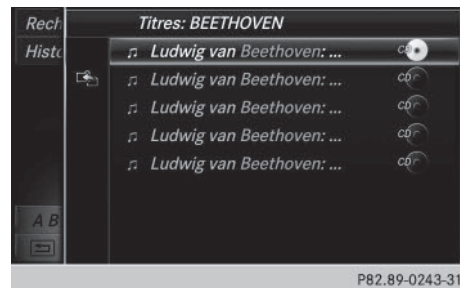 Rech
Titres: BEETHOVEN
Histo
Ludwig van Beethoven: ...
CD
Ludwig van Beethoven: ...
CD
Ludwig van Beethoven: ...
CD
Ludwig van Beethoven: ...
CD
Ludwig van Beethoven: ...
CD
A B
P82.89-0243-31